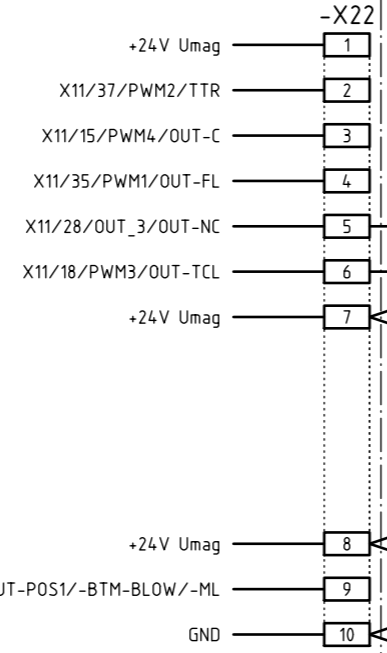 -X22
+24V Umag 1
X11/37/PWM2/TTR 2
X11/15/PWM4/OUT-C 3
X11/35/PWM1/OUT-FL 4
X11/28/OUT_3/OUT-NC 5
X11/18/PWM3/OUT-TCL 6
+24V Umag 7
+24V Umag 8
UT-POS1/-BTM-BLOW/-ML 9
GND 10